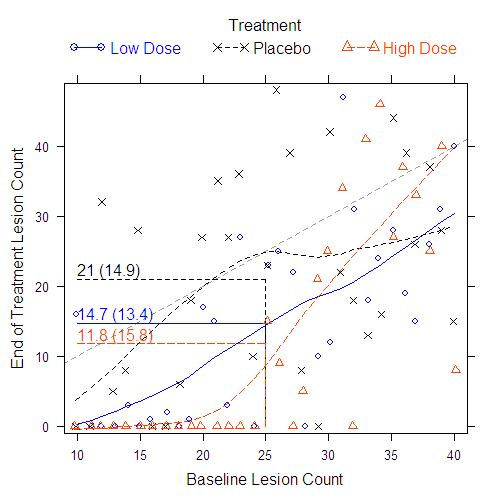 Treatment
Low Dose Placebo High Dose
End of Treatment Lesion Count
40
30
20
10
0
21 (14.9)
14.7 (13.4)
11.8 (15.8)
10 15 20 25 30 35 40
Baseline Lesion Count